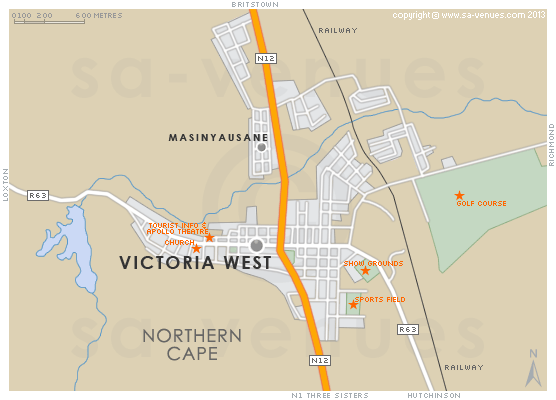 BRITSTOWN
0100 200 600 METRES
copyright © www.sa-venues.com 2013
RAILWAY
N12
sa-venues
MASINYAUSANE
RICHMOND
LOXTON
R63
GOLF COURSE
TOURIST INFO &
APOLLO THEATRE
CHURCH
VICTORIA WEST
SHOW GROUNDS
SPORTS FIELD
NORTHERN
CAPE
sa-venues
R63
N12
RAILWAY
N
N1 THREE SISTERS
HUTCHINSON